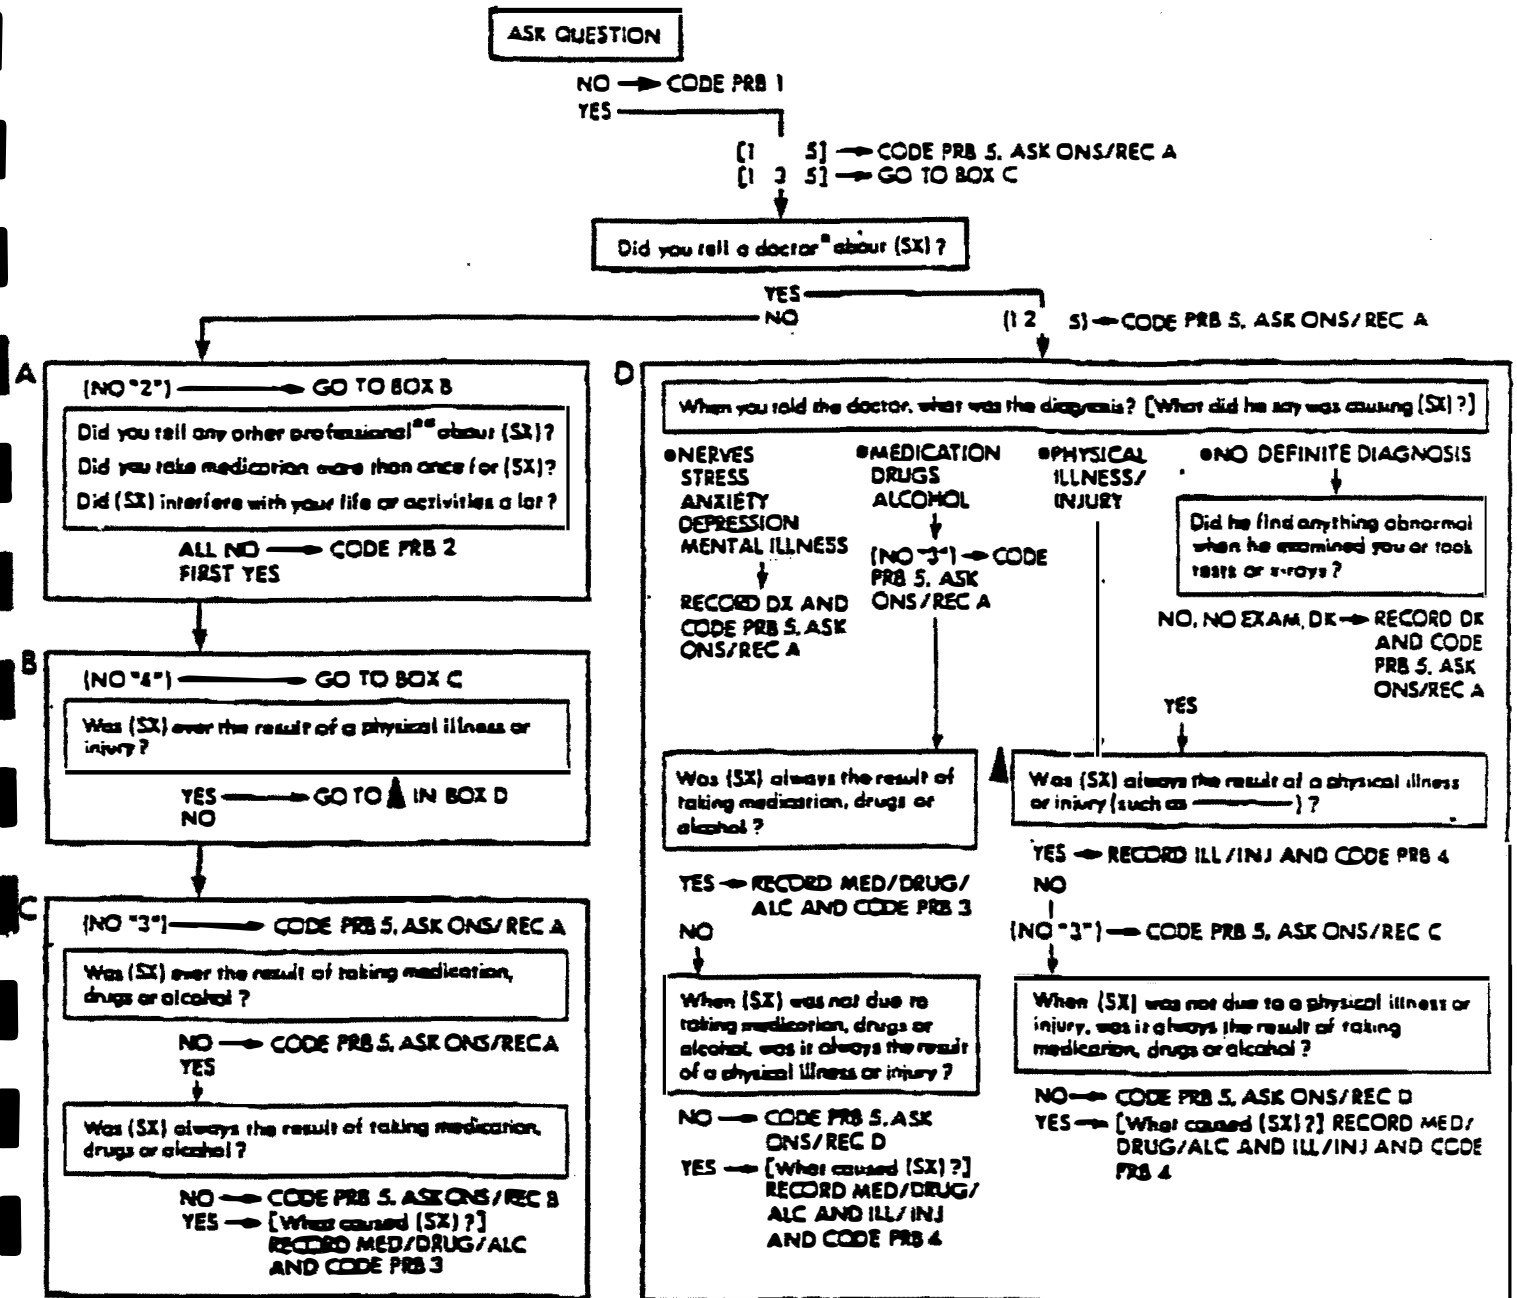 ASK QUESTION
NO → CODE PRB 1
YES
[1 5] → CODE PRB 5, ASK ONS/REC A
[1 3 5] → GO TO BOX C
Did you tell a doctor* about (SX)?
YES
NO
(1 2 5) → CODE PRB 5, ASK ONS/REC A
A
(NO "2") → GO TO BOX B
Did you tell any other professional** about (SX)?
Did you take medication more than once for (SX)?
Did (SX) interfere with your life or activities a lot?
ALL NO → CODE PRB 2
FIRST YES
B
(NO "4") → GO TO BOX C
Was (SX) ever the result of a physical illness or
injury?
YES → GO TO ▲ IN BOX D
NO
C
(NO "3") → CODE PRB 5, ASK ONS/REC A
Was (SX) ever the result of taking medication,
drugs or alcohol?
NO → CODE PRB 5, ASK ONS/REC A
YES
Was (SX) always the result of taking medication,
drugs or alcohol?
NO → CODE PRB 5, ASK ONS/REC B
YES → [What caused (SX)?]
RECORD MED/DRUG/ALC
AND CODE PRB 3
D
When you told the doctor, what was the diagnosis? [What did he say was causing (SX)?]
●NERVES
STRESS
ANXIETY
DEPRESSION
MENTAL ILLNESS
RECORD DX AND
CODE PRB 5, ASK
ONS/REC A
●MEDICATION
DRUGS
ALCOHOL
(NO "3") → CODE
PRB 5, ASK
ONS/REC A
●PHYSICAL
ILLNESS/
INJURY
●NO DEFINITE DIAGNOSIS
Did he find anything abnormal
when he examined you or took
tests or x-rays?
NO, NO EXAM, DK → RECORD DK
AND CODE
PRB 5, ASK
ONS/REC A
YES
Was (SX) always the result of
taking medication, drugs or
alcohol?
YES → RECORD MED/DRUG/
ALC AND CODE PRB 3
NO
When (SX) was not due to
taking medication, drugs or
alcohol, was it always the result
of a physical illness or injury?
NO → CODE PRB 5, ASK
ONS/REC D
YES → [What caused (SX)?]
RECORD MED/DRUG/
ALC AND ILL/INJ
AND CODE PRB 4
▲ Was (SX) always the result of a physical illness
or injury (such as ————)?
YES → RECORD ILL/INJ AND CODE PRB 4
NO
(NO "3") → CODE PRB 5, ASK ONS/REC C
When (SX) was not due to a physical illness or
injury, was it always the result of taking
medication, drugs or alcohol?
NO → CODE PRB 5, ASK ONS/REC D
YES → [What caused (SX)?] RECORD MED/
DRUG/ALC AND ILL/INJ AND CODE
PRB 4